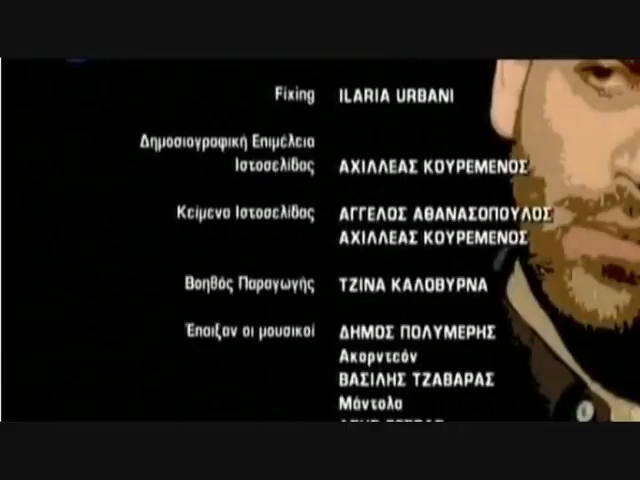 Fixing ILARIA URBANI
Δημοσιογραφική Επιμέλεια
Ιστοσελίδας ΑΧΙΛΛΕΑΣ ΚΟΥΡΕΜΕΝΟΣ
Κείμενα Ιστοσελίδας ΑΓΓΕΛΟΣ ΑΘΑΝΑΣΟΠΟΥΛΟΣ
ΑΧΙΛΛΕΑΣ ΚΟΥΡΕΜΕΝΟΣ
Βοηθός Παραγωγής ΤΖΙΝΑ ΚΑΛΟΒΥΡΝΑ
Έπαιξαν οι μουσικοί ΔΗΜΟΣ ΠΟΛΥΜΕΡΗΣ
Ακορντεόν
ΒΑΣΙΛΗΣ ΤΖΑΒΑΡΑΣ
Μάντολα